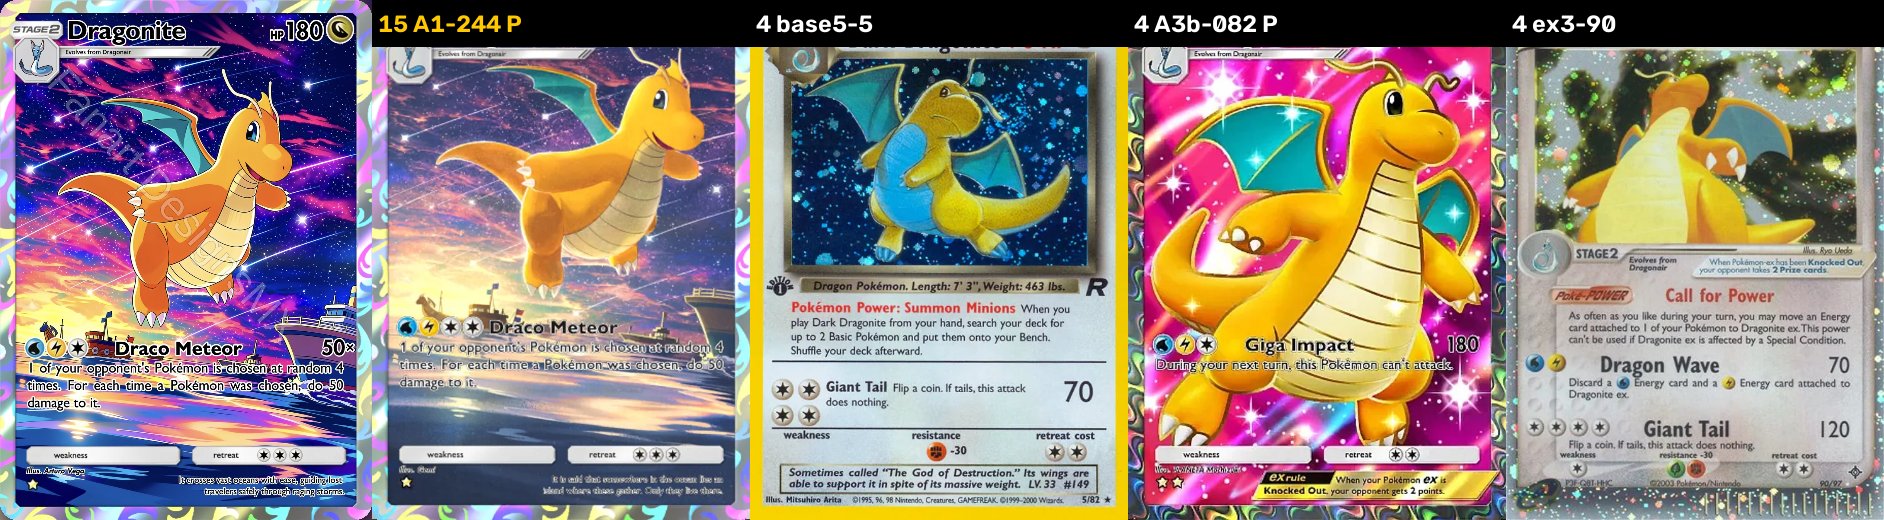 STAGE2 Dragonite HP 180
Evolves from Dragonair
Fanart Design
Draco Meteor 50×
1 of your opponent's Pokémon is chosen at random 4
times. For each time a Pokémon was chosen, do 50
damage to it.
weakness retreat
Illus. Arturo Vega
It crosses vast oceans with ease, guiding lost
travelers safely through raging storms.
15 A1-244 P
Evolves from Dragonair
Draco Meteor
1 of your opponent's Pokémon is chosen at random 4
times. For each time a Pokémon was chosen, do 50
damage to it.
weakness retreat
It is said that somewhere in the ocean lies an
island where these gather. Only they live there.
4 base5-5
1
Dragon Pokémon. Length: 7' 3", Weight: 463 lbs.
R
Pokémon Power: Summon Minions When you
play Dark Dragonite from your hand, search your deck for
up to 2 Basic Pokémon and put them onto your Bench.
Shuffle your deck afterward.
Giant Tail Flip a coin. If tails, this attack
does nothing.
70
weakness resistance retreat cost
-30
Sometimes called "The God of Destruction." Its wings are
able to support it in spite of its massive weight. LV. 33 #149
Illus. Mitsuhiro Arita ©1995, 96, 98 Nintendo, Creatures, GAMEFREAK. ©1999-2000 Wizards. 5/82 ★
4 A3b-082 P
Evolves from Dragonair
Giga Impact 180
During your next turn, this Pokémon can't attack.
weakness retreat
ex rule When your Pokémon ex is
Knocked Out, your opponent gets 2 points.
4 ex3-90
Illus. Ryo Ueda
STAGE2 Evolves from
Dragonair
When Pokémon-ex has been Knocked Out,
your opponent takes 2 Prize cards.
Poké-POWER Call for Power
As often as you like during your turn, you may move an Energy
card attached to 1 of your Pokémon to Dragonite ex. This power
can't be used if Dragonite ex is affected by a Special Condition.
Dragon Wave 70
Discard a Energy card and a Energy card attached to
Dragonite ex.
Giant Tail 120
Flip a coin. If tails, this attack does nothing.
weakness resistance -30 retreat cost
©2003 Pokémon/Nintendo 90/97